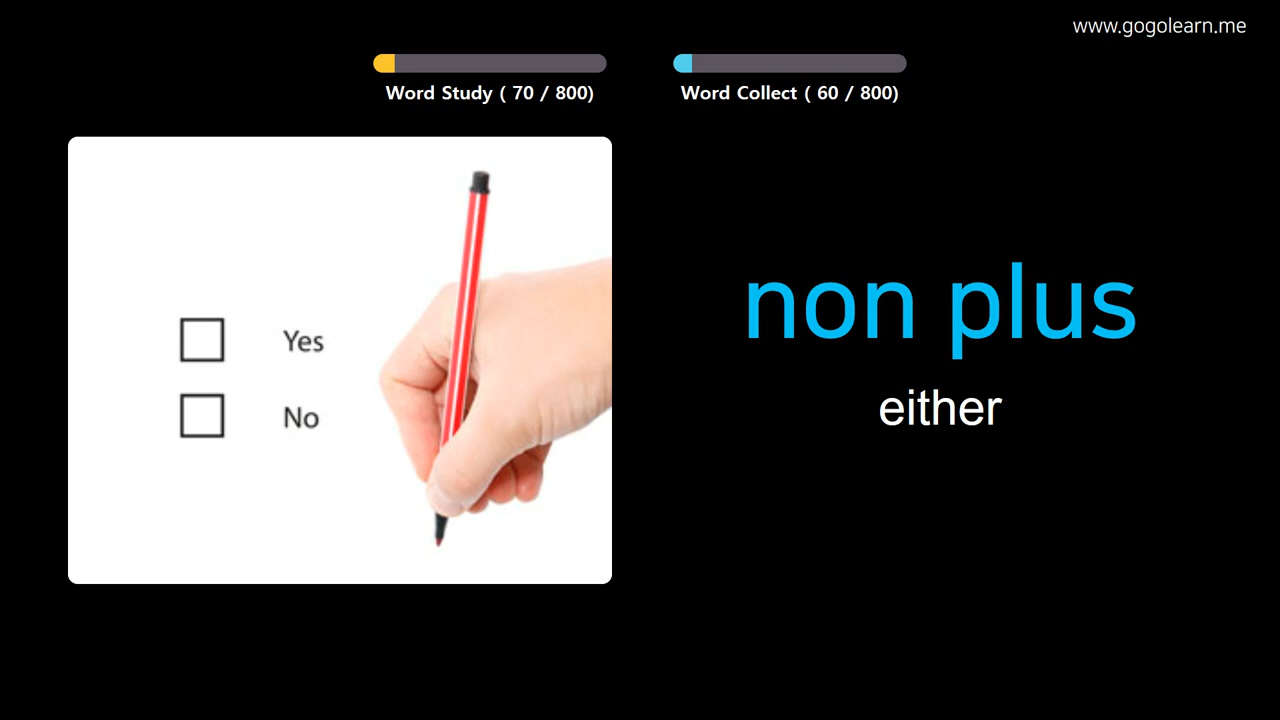 www.gogolearn.me
Word Study ( 70 / 800)
Word Collect ( 60 / 800)
Yes
No
non plus
either